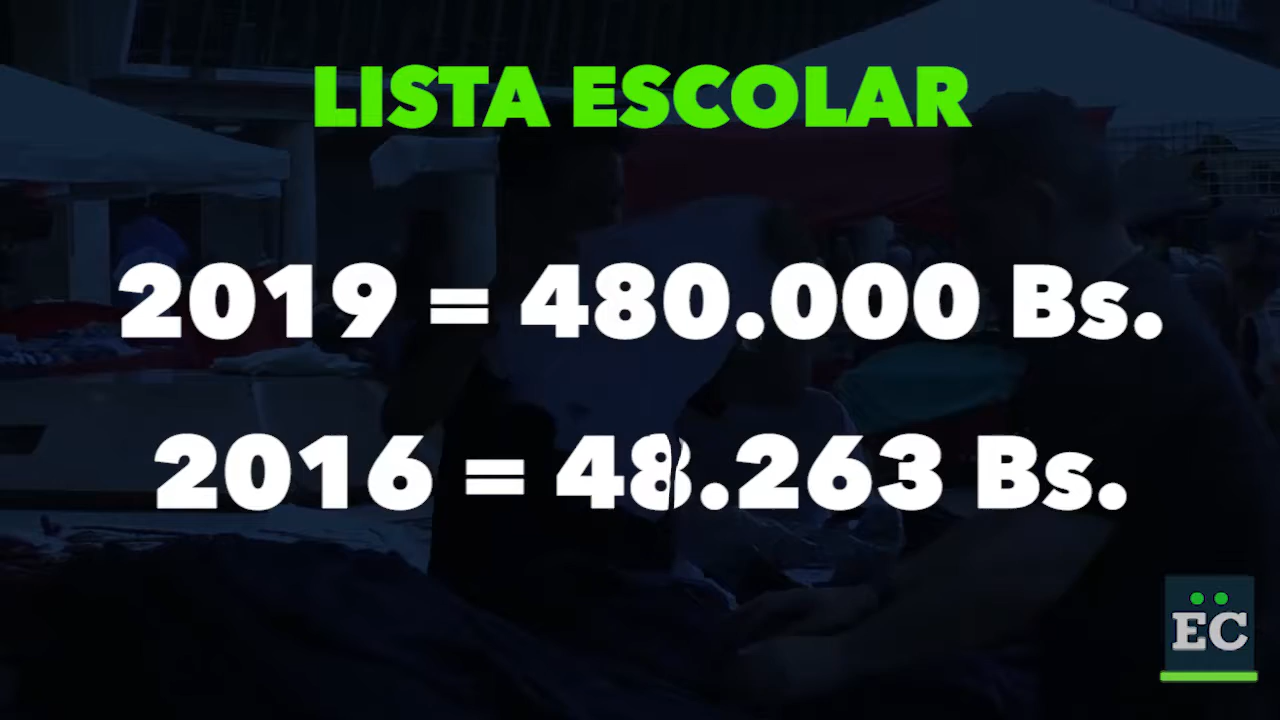 LISTA ESCOLAR
2019 = 480.000 Bs.
2016 = 48.263 Bs.
EC